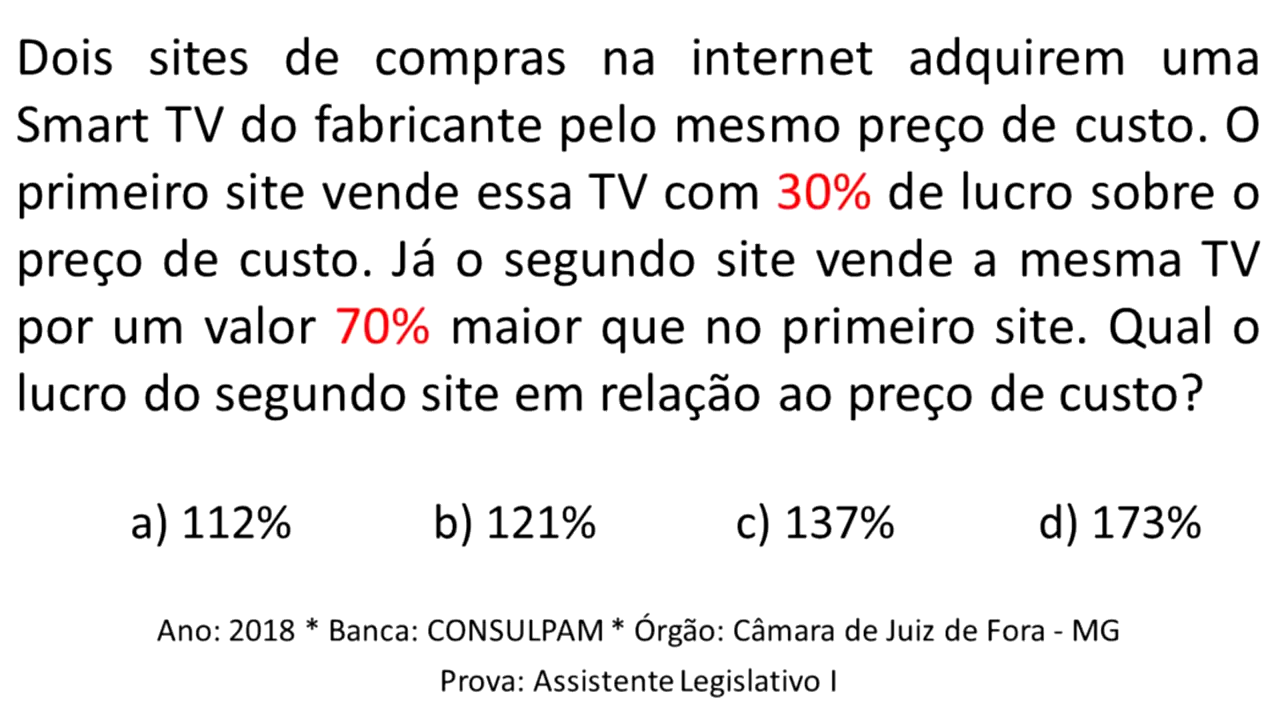 Dois sites de compras na internet adquirem uma
Smart TV do fabricante pelo mesmo preço de custo. O
primeiro site vende essa TV com 30% de lucro sobre o
preço de custo. Já o segundo site vende a mesma TV
por um valor 70% maior que no primeiro site. Qual o
lucro do segundo site em relação ao preço de custo?
a) 112% b) 121% c) 137% d) 173%
Ano: 2018 * Banca: CONSULPAM * Órgão: Câmara de Juiz de Fora - MG
Prova: Assistente Legislativo I